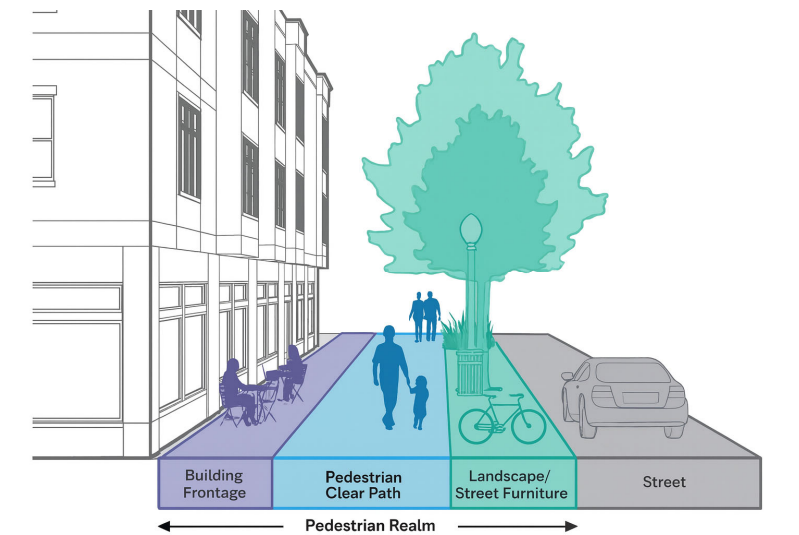 Building
Frontage
Pedestrian
Clear Path
Landscape/
Street Furniture
Street
Pedestrian Realm